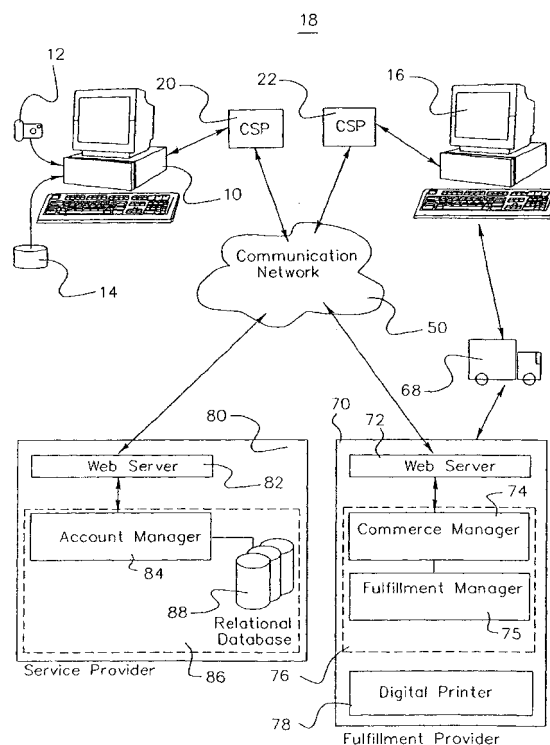 18
12
20
22
16
CSP
CSP
10
14
Communication
Network
50
68
80
70
72
Web Server
82
Web Server
74
Account Manager
84
Commerce Manager
88
Relational
Database
Fulfillment Manager
75
86
Service Provider
76
Digital Printer
78
Fulfillment Provider